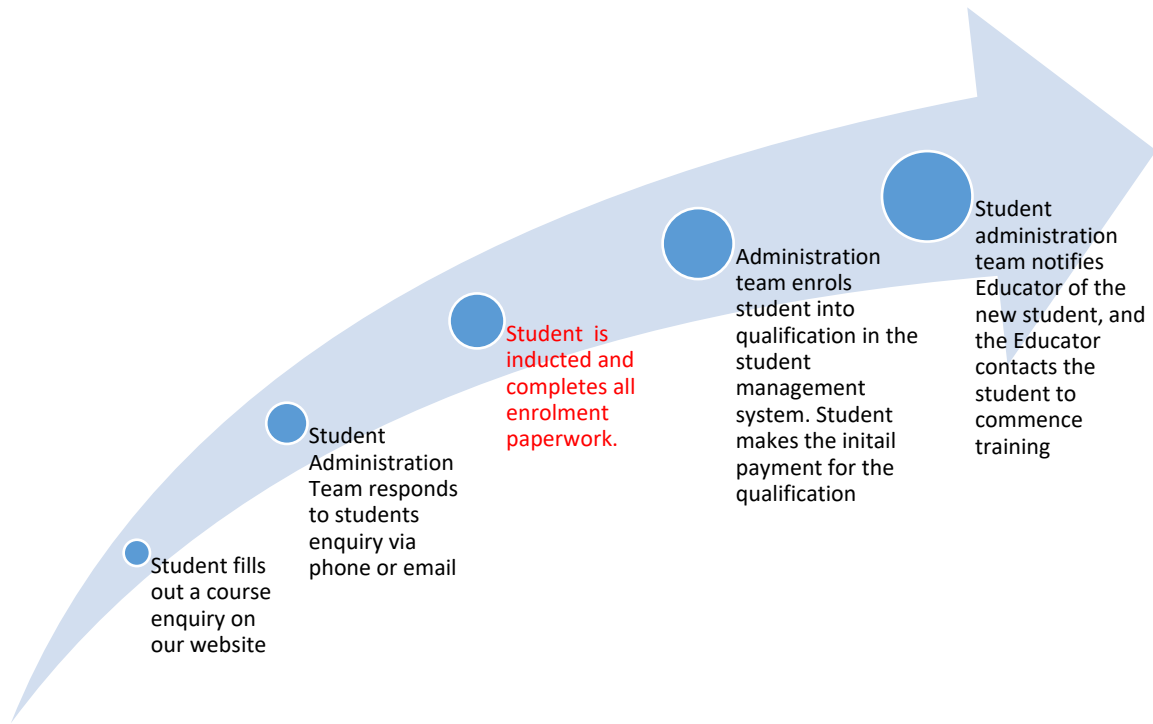 Student fills
out a course
enquiry on
our website
Student
Administration
Team responds
to students
enquiry via
phone or email
Student  is
inducted and
completes all
enrolment
paperwork.
Administration
team enrols
student into
qualification in the
student
management
system. Student
makes the initail
payment for the
qualification
Student
administration
team notifies
Educator of the
new student, and
the Educator
contacts the
student to
commence
training